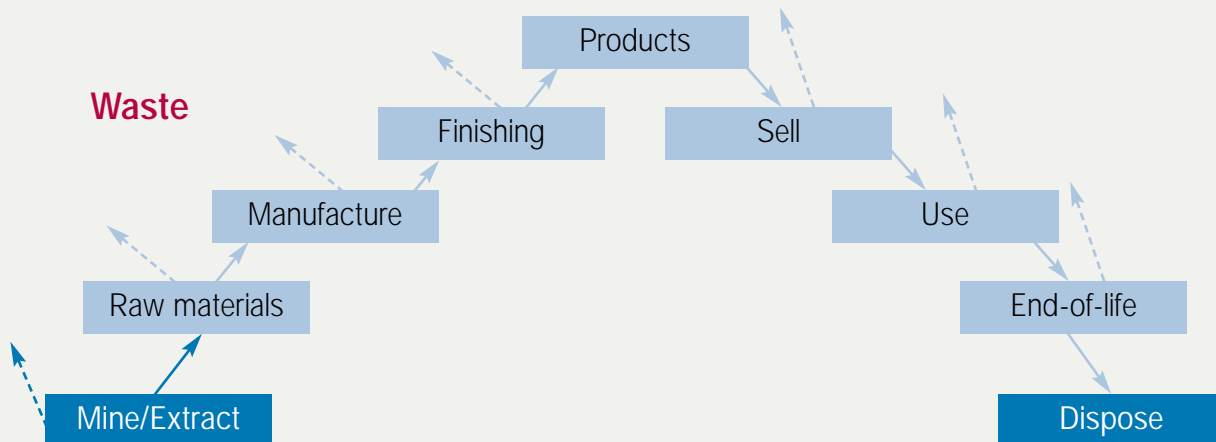 Products
Waste
Finishing
Sell
Manufacture
Use
Raw materials
End-of-life
Mine/Extract
Dispose